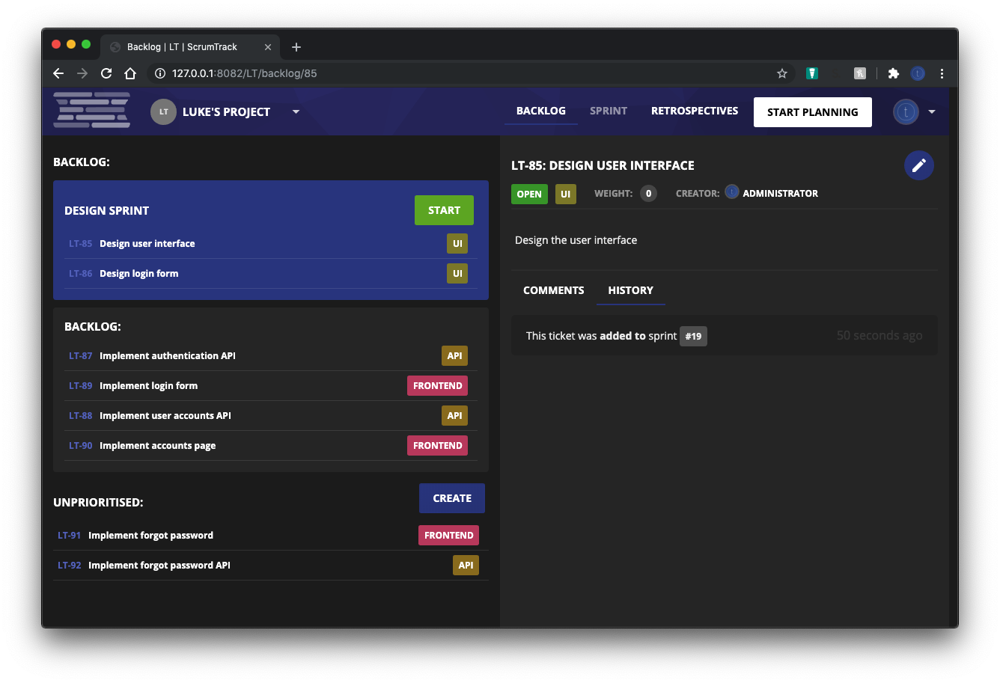 Backlog | LT | ScrumTrack
127.0.0.1:8082/LT/backlog/85
LT LUKE'S PROJECT
BACKLOG SPRINT RETROSPECTIVES START PLANNING t
BACKLOG:
DESIGN SPRINT START
LT-85 Design user interface UI
LT-86 Design login form UI
BACKLOG:
LT-87 Implement authentication API API
LT-89 Implement login form FRONTEND
LT-88 Implement user accounts API API
LT-90 Implement accounts page FRONTEND
UNPRIORITISED: CREATE
LT-91 Implement forgot password FRONTEND
LT-92 Implement forgot password API API
LT-85: DESIGN USER INTERFACE
OPEN UI WEIGHT: 0 CREATOR: t ADMINISTRATOR
Design the user interface
COMMENTS HISTORY
This ticket was added to sprint #19 50 seconds ago